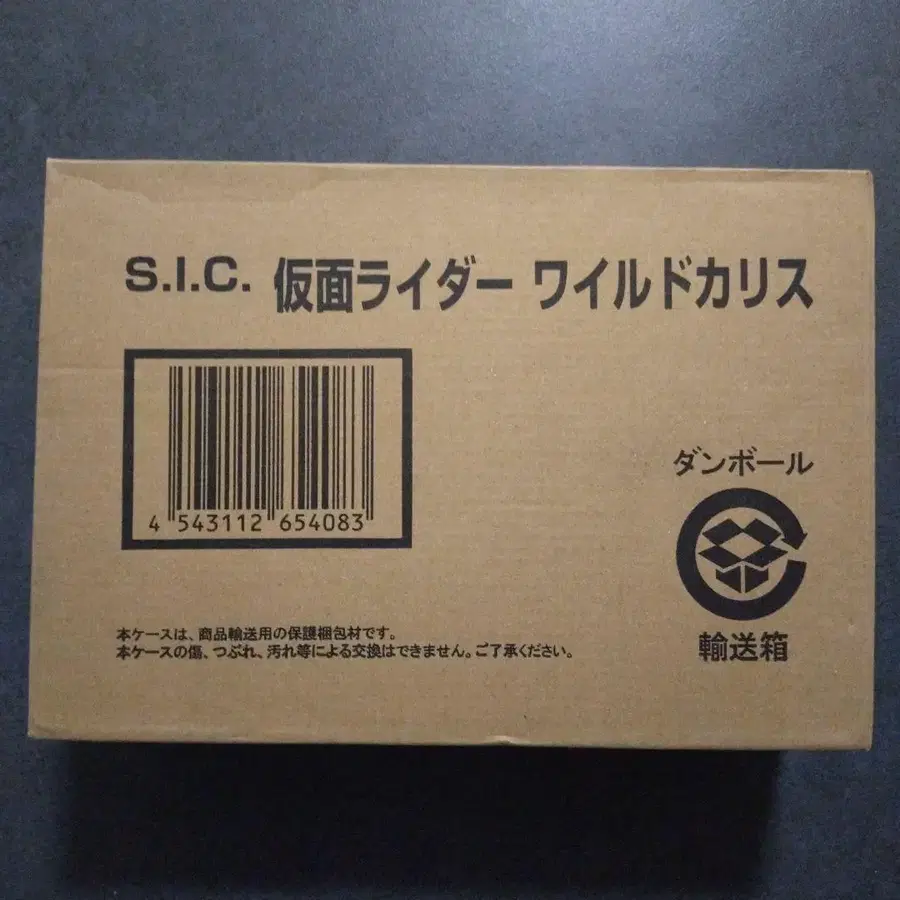 S.I.C. 仮面ライダー ワイルドカリス
4 543112 654083
ダンボール
輸送箱
本ケースは、商品輸送用の保護梱包材です。
本ケースの傷、つぶれ、汚れ等による交換はできません。ご了承ください。